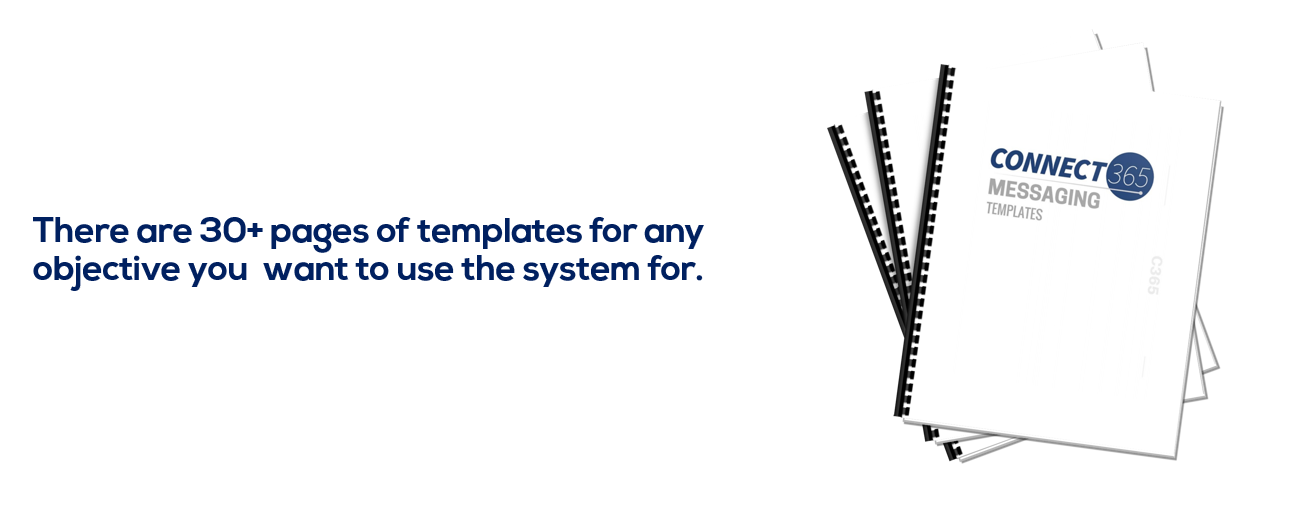 There are 30+ pages of templates for any
objective you  want to use the system for.
CONNECT365
MESSAGING
TEMPLATES
C365